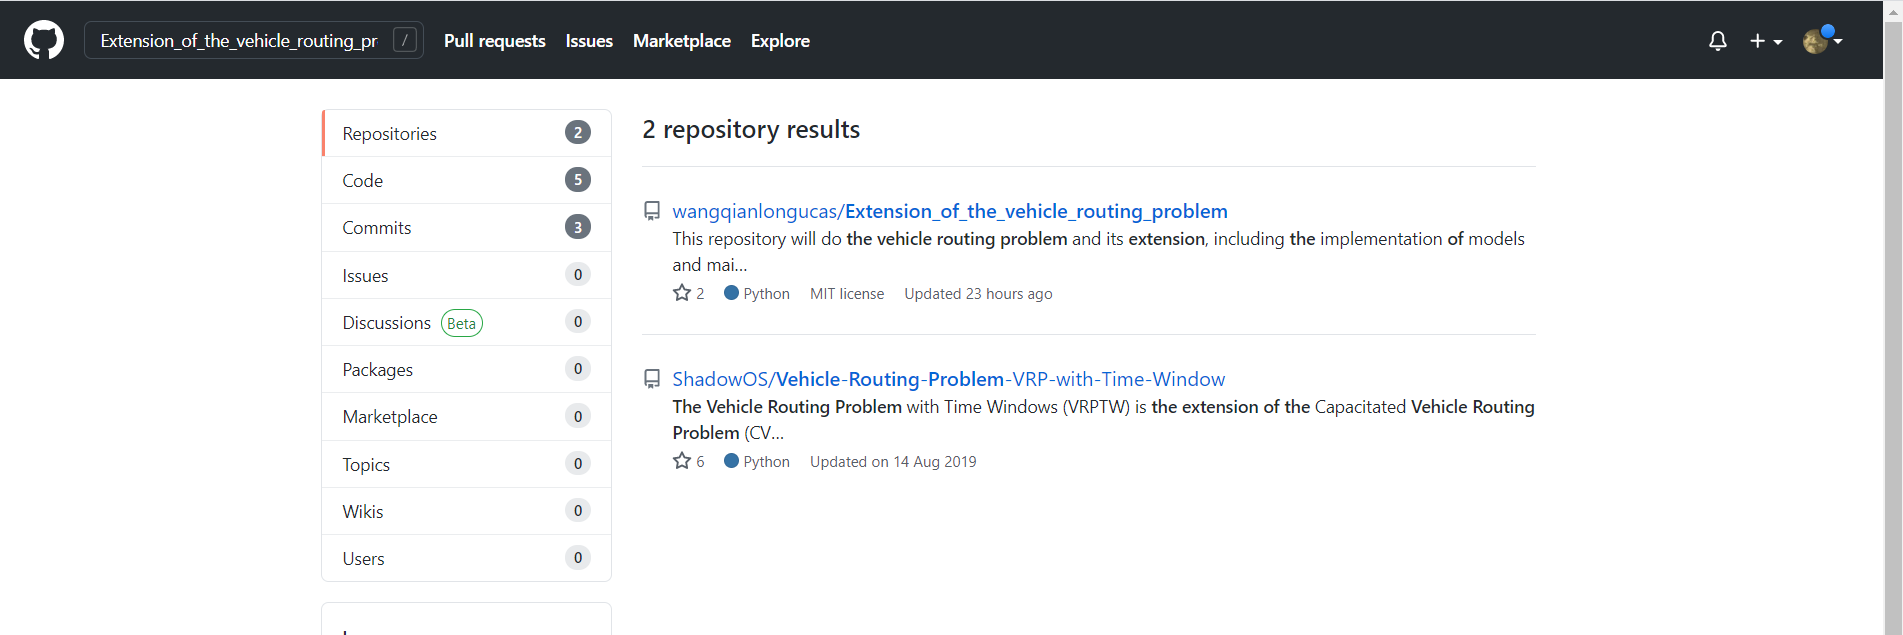 Extension_of_the_vehicle_routing_pr / Pull requests Issues Marketplace Explore
Repositories 2
Code 5
Commits 3
Issues 0
Discussions Beta 0
Packages 0
Marketplace 0
Topics 0
Wikis 0
Users 0
2 repository results
wangqianlongucas/Extension_of_the_vehicle_routing_problem
This repository will do the vehicle routing problem and its extension, including the implementation of models
and mai...
2 Python MIT license Updated 23 hours ago
ShadowOS/Vehicle-Routing-Problem-VRP-with-Time-Window
The Vehicle Routing Problem with Time Windows (VRPTW) is the extension of the Capacitated Vehicle Routing
Problem (CV...
6 Python Updated on 14 Aug 2019